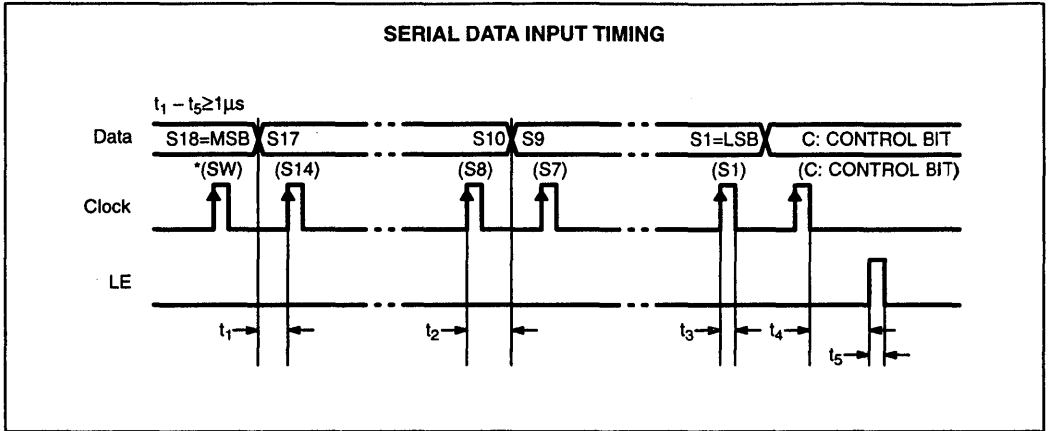 SERIAL DATA INPUT TIMING
t1 – t5≥1μs
Data S18=MSB S17 S10 S9 S1=LSB C: CONTROL BIT
*(SW) (S14) (S8) (S7) (S1) (C: CONTROL BIT)
Clock
LE
t1 t2 t3 t4
t5